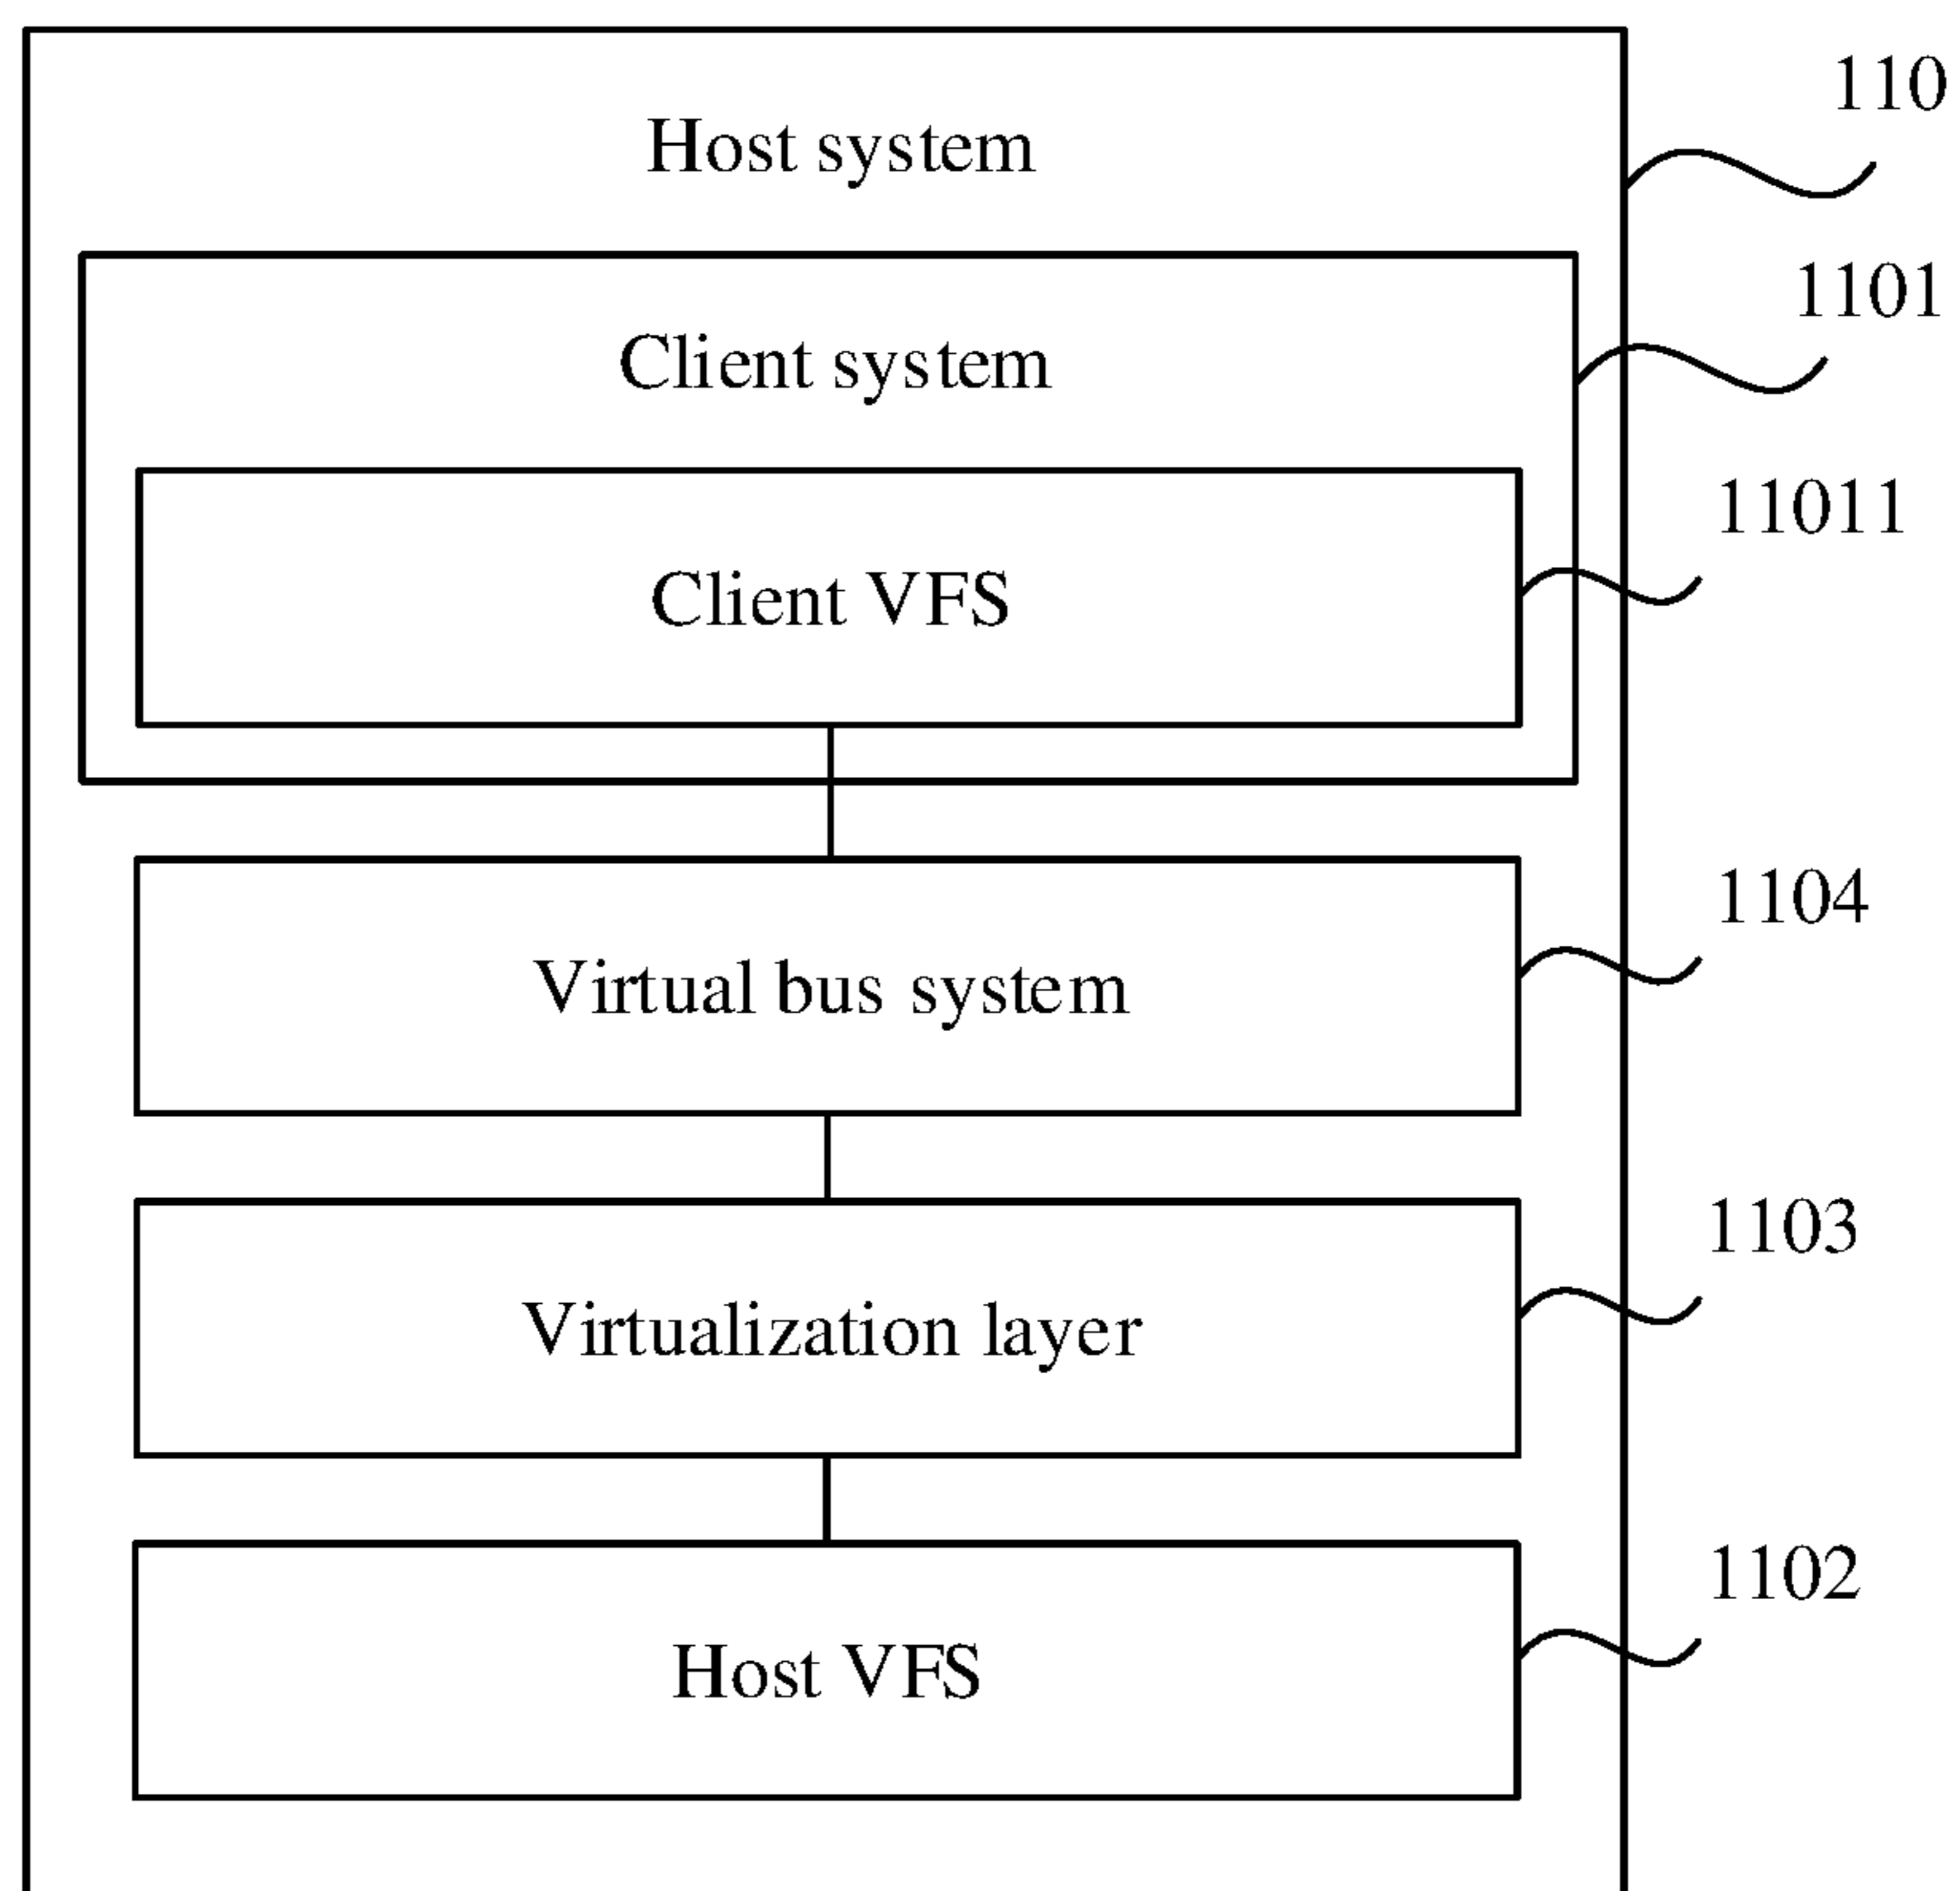 110
Host system
1101
Client system
11011
Client VFS
1104
Virtual bus system
1103
Virtualization layer
1102
Host VFS